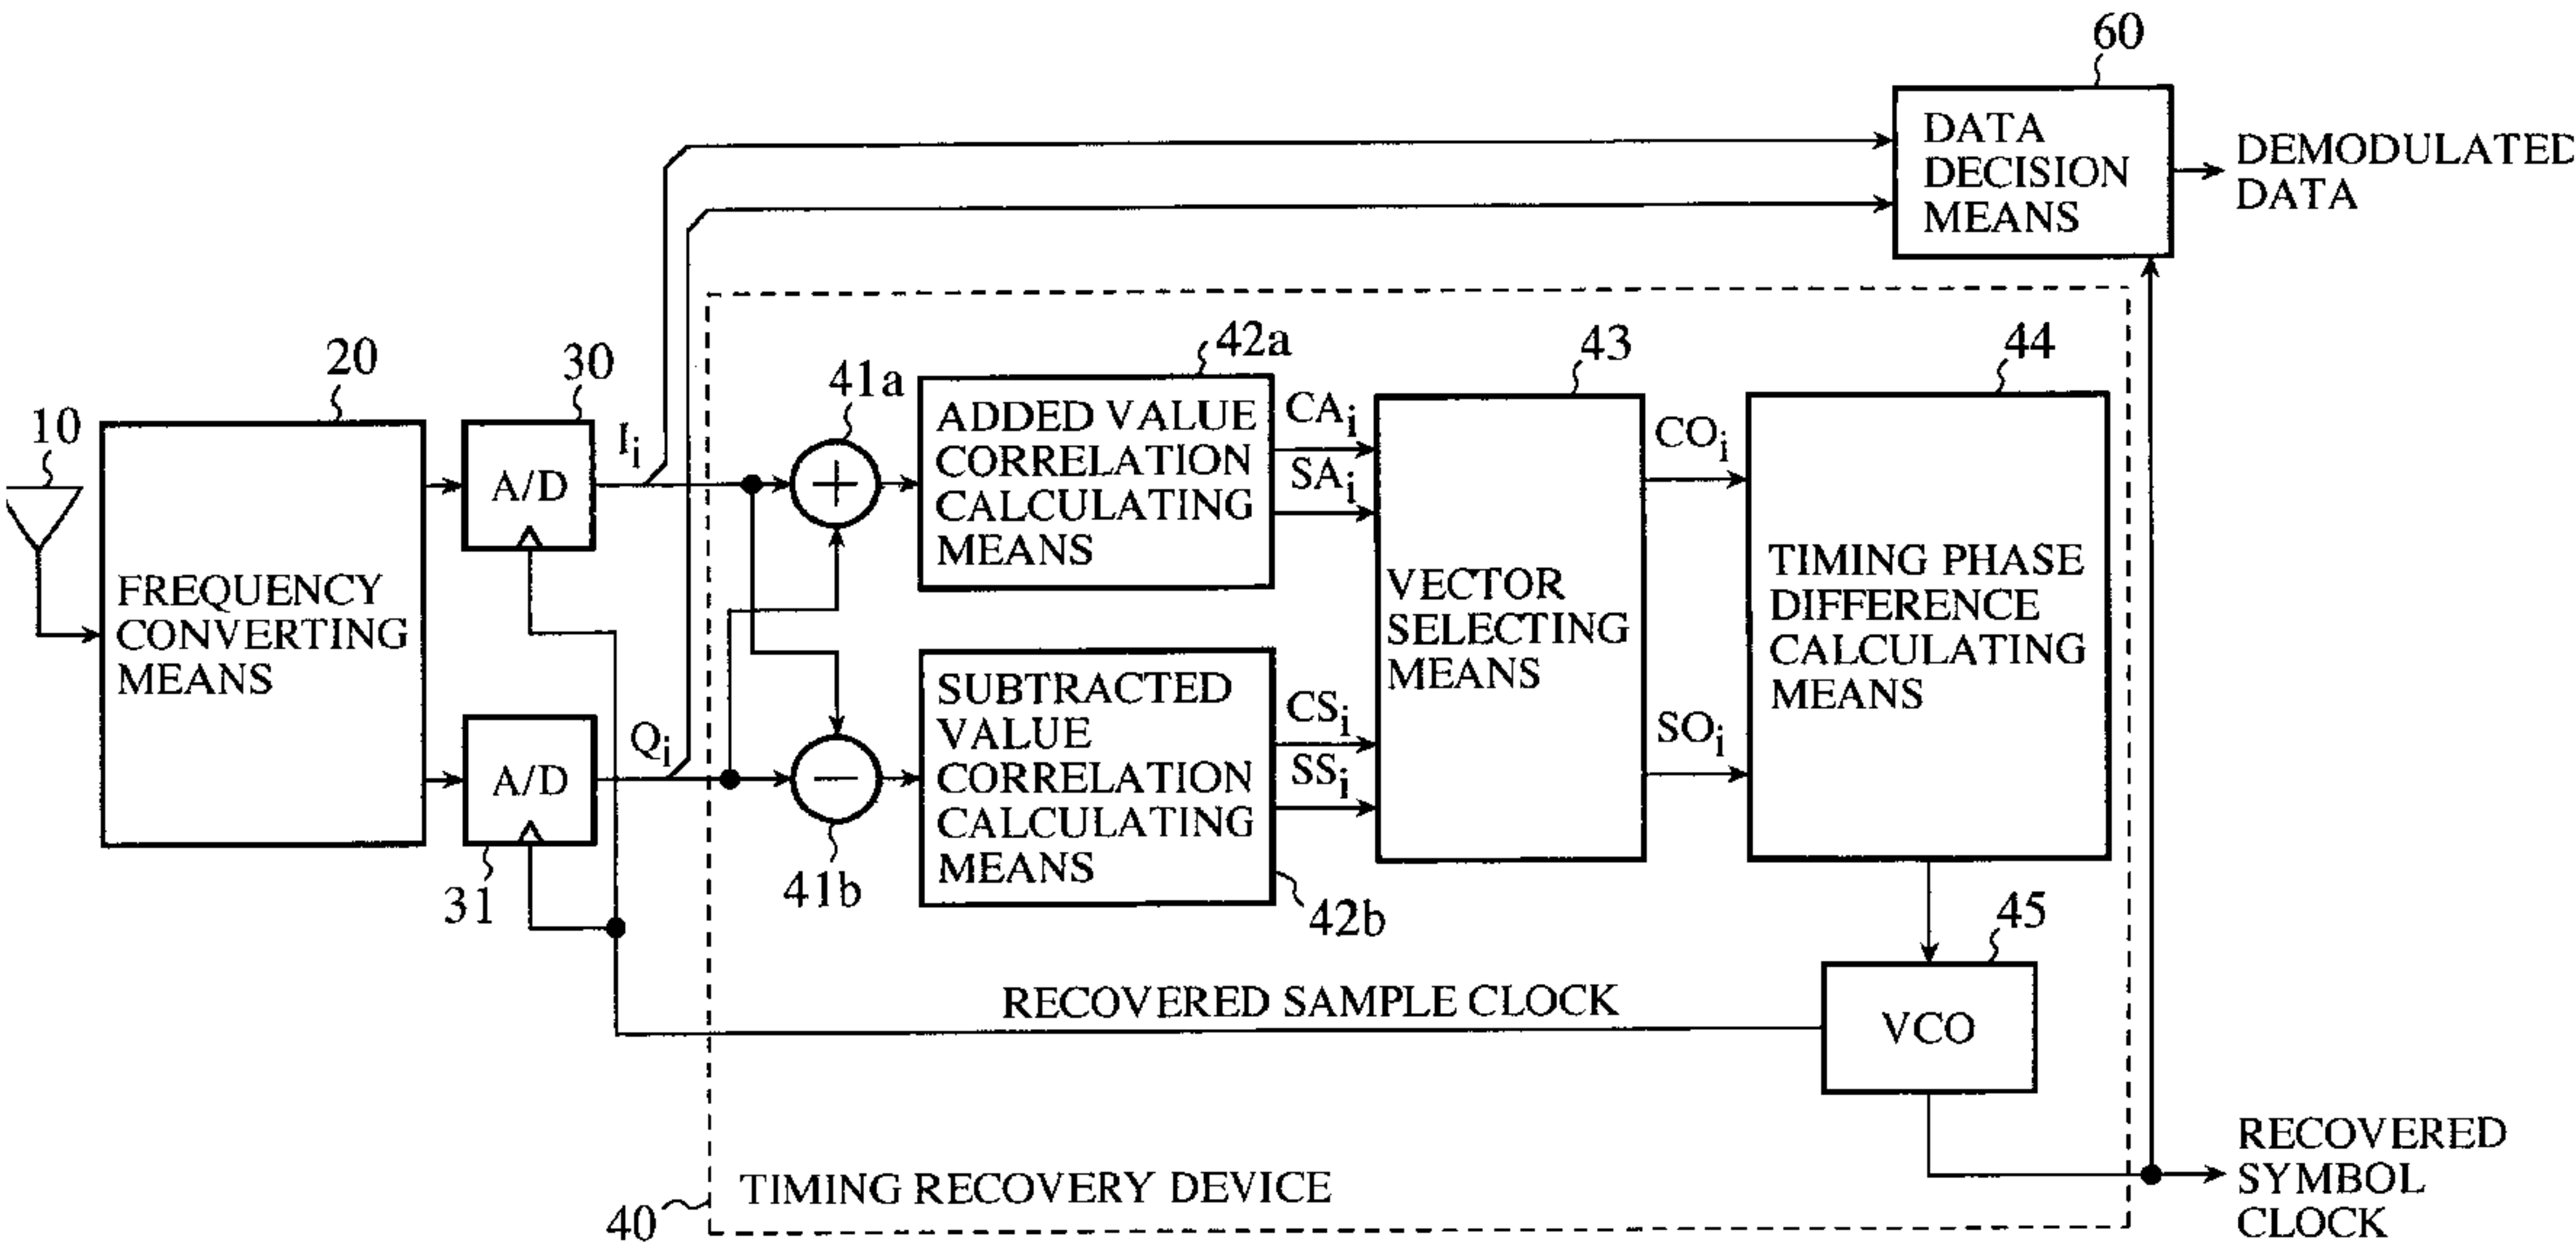 60
DATA
DECISION
MEANS
DEMODULATED
DATA
10
20
FREQUENCY
CONVERTING
MEANS
30
A/D
I_i
31
A/D
Q_i
41a
+
41b
−
42a
ADDED VALUE
CORRELATION
CALCULATING
MEANS
CA_i
SA_i
SUBTRACTED
VALUE
CORRELATION
CALCULATING
MEANS
42b
CS_i
SS_i
43
VECTOR
SELECTING
MEANS
CO_i
SO_i
44
TIMING PHASE
DIFFERENCE
CALCULATING
MEANS
45
VCO
RECOVERED SAMPLE CLOCK
TIMING RECOVERY DEVICE
40
RECOVERED
SYMBOL
CLOCK